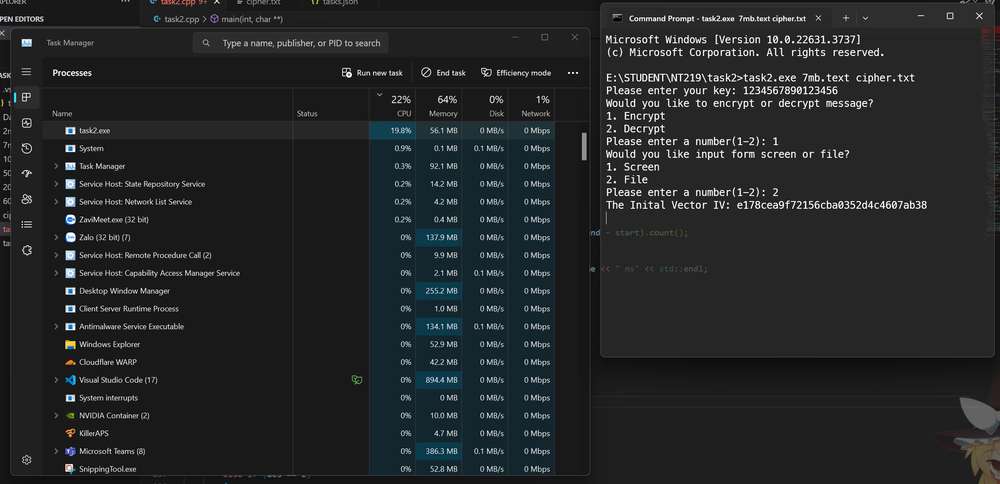 PLORER
PEN EDITORS
task2.cpp 9+
cipher.txt
tasks.json
task2.cpp > main(int, char **)
Task Manager
Type a name, publisher, or PID to search
Processes
Run new task
End task
Efficiency mode
22% 64% 0% 1%
Name Status CPU Memory Disk Network
task2.exe 19.8% 56.1 MB 0 MB/s 0 Mbps
System 0.9% 0.1 MB 0.1 MB/s 0 Mbps
Task Manager 0.3% 92.1 MB 0 MB/s 0 Mbps
Service Host: State Repository Service 0.2% 14.2 MB 0 MB/s 0 Mbps
Service Host: Network List Service 0.2% 4.2 MB 0 MB/s 0 Mbps
ZaviMeet.exe (32 bit) 0.2% 0.4 MB 0 MB/s 0 Mbps
Zalo (32 bit) (7) 0% 137.9 MB 0 MB/s 0 Mbps
Service Host: Remote Procedure Call (2) 0% 9.9 MB 0 MB/s 0 Mbps
Service Host: Capability Access Manager Service 0% 2.1 MB 0.1 MB/s 0 Mbps
Desktop Window Manager 0% 255.2 MB 0 MB/s 0 Mbps
Client Server Runtime Process 0% 1.0 MB 0 MB/s 0 Mbps
Antimalware Service Executable 0% 134.1 MB 0.1 MB/s 0 Mbps
Windows Explorer 0% 52.9 MB 0 MB/s 0 Mbps
Cloudflare WARP 0% 42.2 MB 0 MB/s 0 Mbps
Visual Studio Code (17) 0% 894.4 MB 0 MB/s 0 Mbps
System interrupts 0% 0 MB 0 MB/s 0 Mbps
NVIDIA Container (2) 0% 10.0 MB 0 MB/s 0 Mbps
KillerAPS 0% 4.7 MB 0 MB/s 0 Mbps
Microsoft Teams (8) 0% 386.3 MB 0.1 MB/s 0 Mbps
SnippingTool.exe 0% 52.8 MB 0 MB/s 0 Mbps
Command Prompt - task2.exe 7mb.text cipher.txt
Microsoft Windows [Version 10.0.22631.3737]
(c) Microsoft Corporation. All rights reserved.
E:\STUDENT\NT219\task2>task2.exe 7mb.text cipher.txt
Please enter your key: 1234567890123456
Would you like to encrypt or decrypt message?
1. Encrypt
2. Decrypt
Please enter a number(1-2): 1
Would you like input form screen or file?
1. Screen
2. File
Please enter a number(1-2): 2
The Inital Vector IV: e178cea9f72156cba0352d4c4607ab38
nd - start).count();
e << " ms" << std::endl;